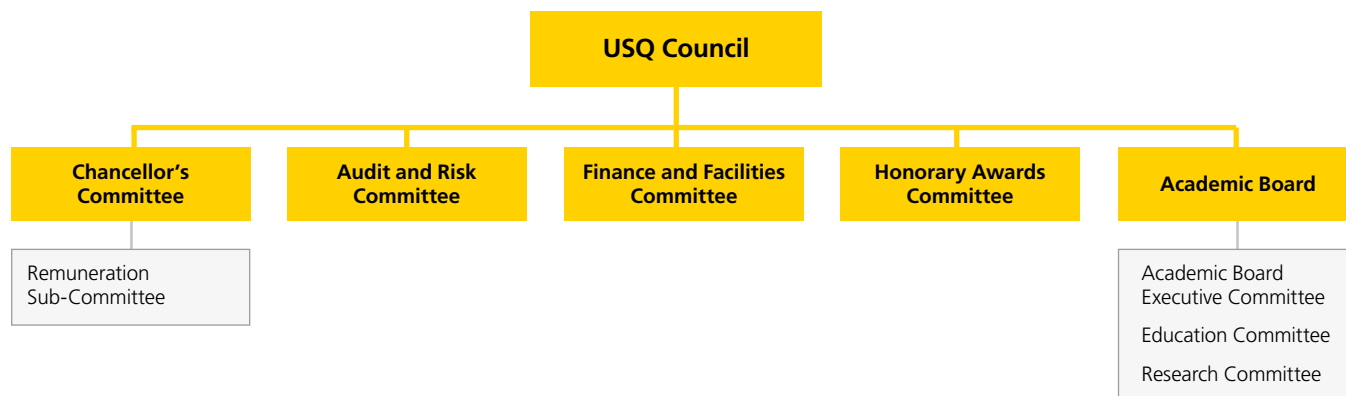 USQ Council
Chancellor's
Committee
Audit and Risk
Committee
Finance and Facilities
Committee
Honorary Awards
Committee
Academic Board
Remuneration
Sub-Committee
Academic Board
Executive Committee
Education Committee
Research Committee